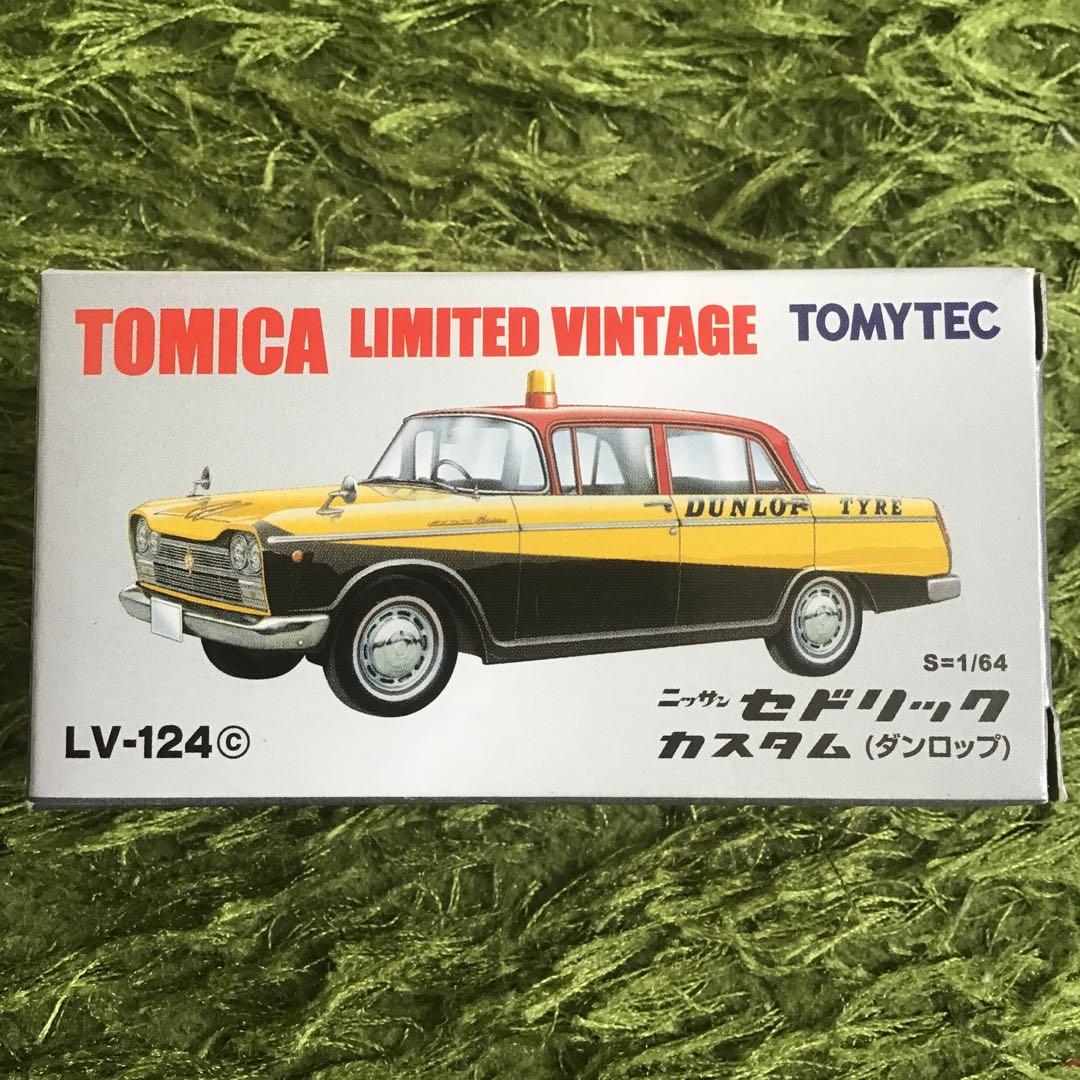 TOMICA LIMITED VINTAGE TOMYTEC
DUNLOP TYRE
S=1/64
ニッサン セドリック
カスタム (ダンロップ)
LV-124ⓒ